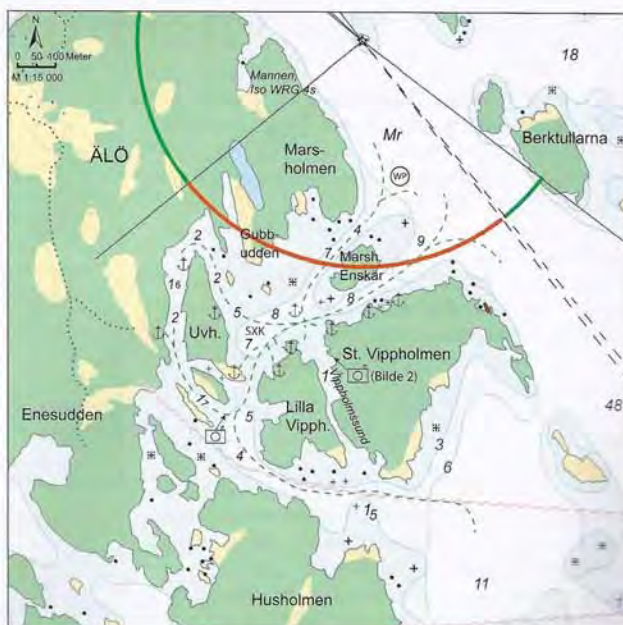 N
0 50 100 Meter
M 1:15 000
18
Mannen,
Iso WRG 4s
ÄLÖ
Mars-
holmen
Mr
Berktullarna
WP
Gubb-
udden
2
7
4
9
Marsh.
Enskär
16
2
2
5
8
8
Uvh.
SXK
7
St. Vippholmen
1
(Bilde 2)
Vippholmssund
Enesudden
17
Lilla
Vipph.
5
4
3
6
48
15
11
Husholmen